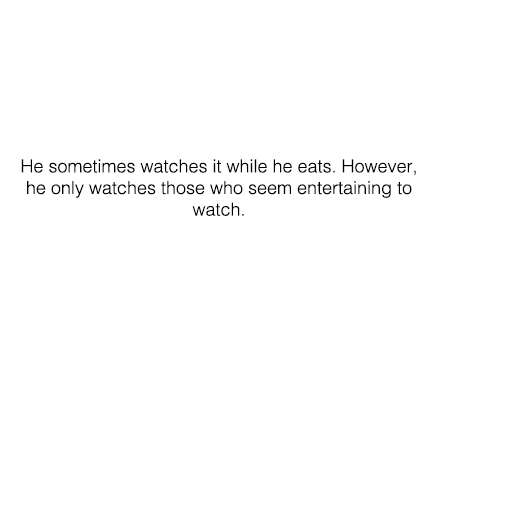 He sometimes watches it while he eats. However,
he only watches those who seem entertaining to
watch.